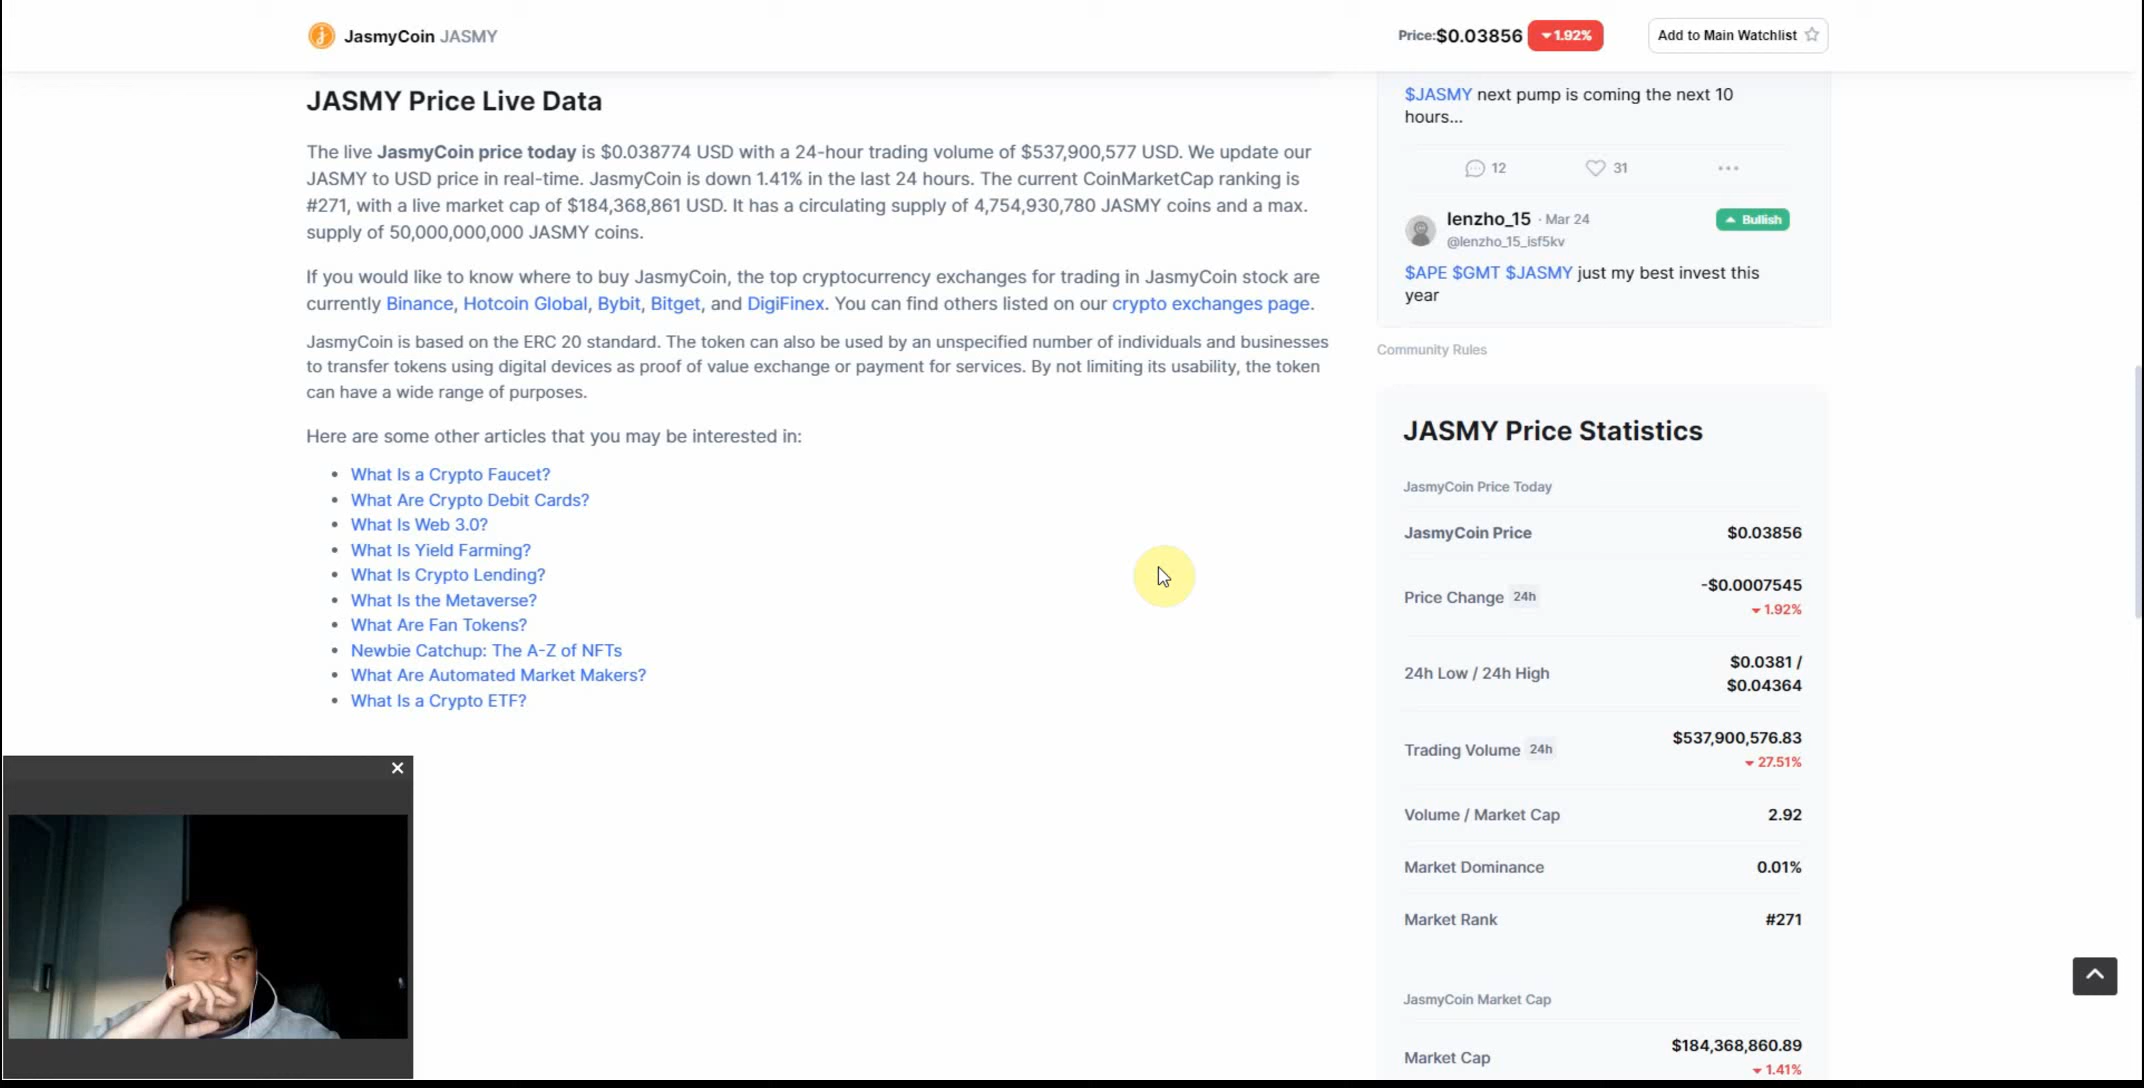 JasmyCoin JASMY
Price:$0.03856 1.92%
Add to Main Watchlist
JASMY Price Live Data
The live JasmyCoin price today is $0.038774 USD with a 24-hour trading volume of $537,900,577 USD. We update our
JASMY to USD price in real-time. JasmyCoin is down 1.41% in the last 24 hours. The current CoinMarketCap ranking is
#271, with a live market cap of $184,368,861 USD. It has a circulating supply of 4,754,930,780 JASMY coins and a max.
supply of 50,000,000,000 JASMY coins.
If you would like to know where to buy JasmyCoin, the top cryptocurrency exchanges for trading in JasmyCoin stock are
currently Binance, Hotcoin Global, Bybit, Bitget, and DigiFinex. You can find others listed on our crypto exchanges page.
JasmyCoin is based on the ERC 20 standard. The token can also be used by an unspecified number of individuals and businesses
to transfer tokens using digital devices as proof of value exchange or payment for services. By not limiting its usability, the token
can have a wide range of purposes.
Here are some other articles that you may be interested in:
• What Is a Crypto Faucet?
• What Are Crypto Debit Cards?
• What Is Web 3.0?
• What Is Yield Farming?
• What Is Crypto Lending?
• What Is the Metaverse?
• What Are Fan Tokens?
• Newbie Catchup: The A-Z of NFTs
• What Are Automated Market Makers?
• What Is a Crypto ETF?
$JASMY next pump is coming the next 10
hours...
12 31
lenzho_15 · Mar 24
Bullish
@lenzho_15_isf5kv
$APE $GMT $JASMY just my best invest this
year
Community Rules
JASMY Price Statistics
JasmyCoin Price Today
JasmyCoin Price $0.03856
Price Change 24h -$0.0007545
1.92%
24h Low / 24h High $0.0381 /
$0.04364
Trading Volume 24h $537,900,576.83
27.51%
Volume / Market Cap 2.92
Market Dominance 0.01%
Market Rank #271
JasmyCoin Market Cap
Market Cap $184,368,860.89
1.41%